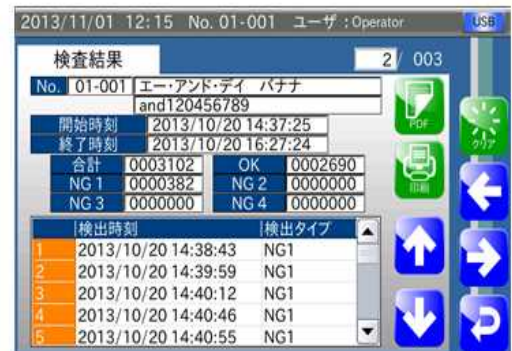 2013/11/01 12:15 No. 01-001 ユーザ:Operator USB
検査結果 2 / 003
No. 01-001 エー・アンド・デイ バナナ
and120456789
PDF
開始時刻 2013/10/20 14:37:25
終了時刻 2013/10/20 16:27:24
クリア
合計 0003102 OK 0002690
NG 1 0000382 NG 2 0000000
印刷
NG 3 0000000 NG 4 0000000
検出時刻 検出タイプ
1 2013/10/20 14:38:43 NG1
2 2013/10/20 14:39:59 NG1
3 2013/10/20 14:40:12 NG1
4 2013/10/20 14:40:46 NG1
5 2013/10/20 14:40:55 NG1